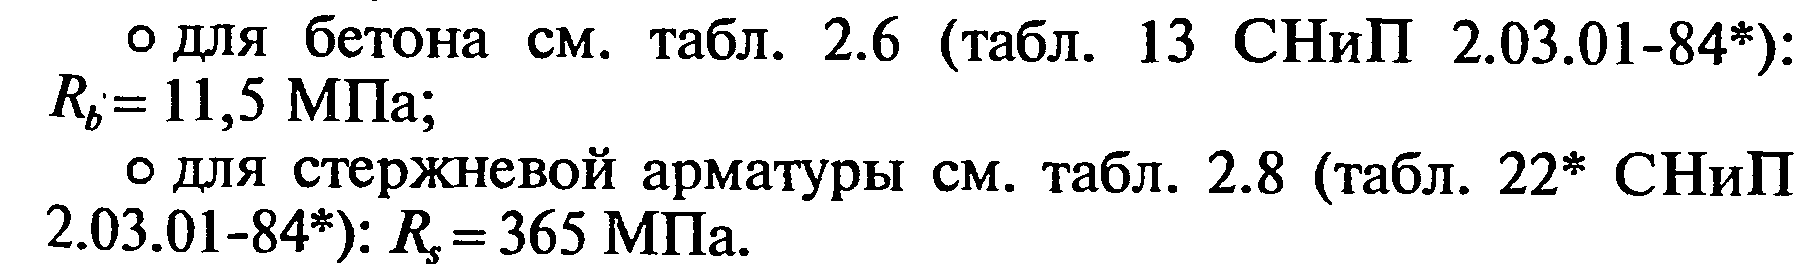 о для бетона см. табл. 2.6 (табл. 13 СНиП 2.03.01-84*):
R_b = 11,5 МПа;
о для стержневой арматуры см. табл. 2.8 (табл. 22* СНиП
2.03.01-84*): R_s = 365 МПа.